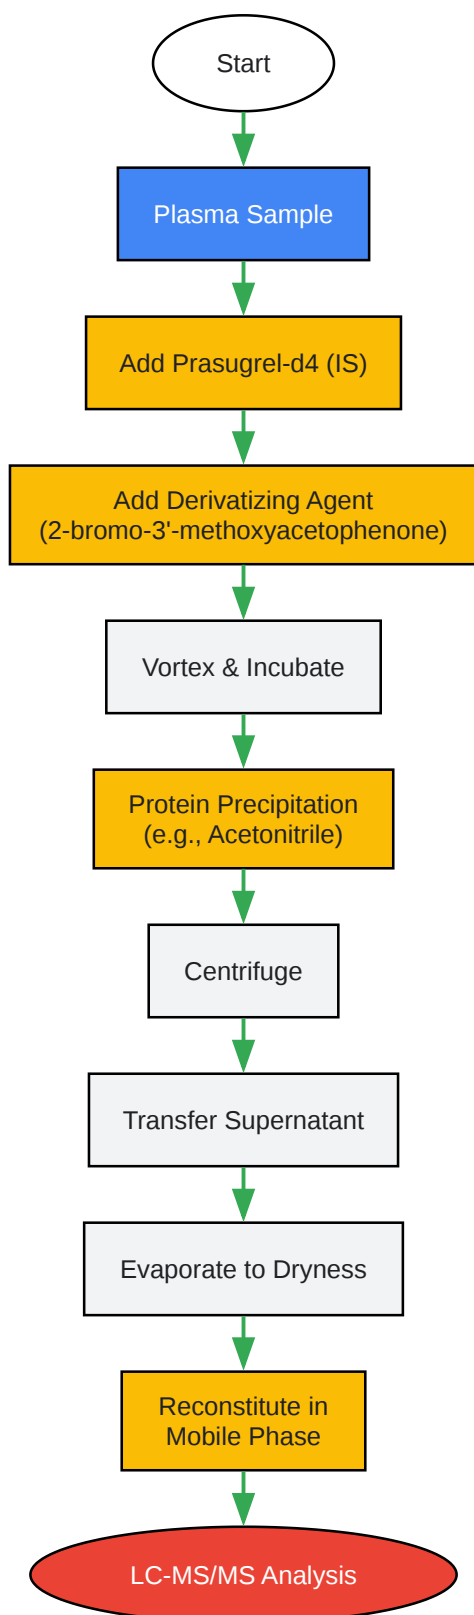 Start
Plasma Sample
Add Prasugrel-d4 (IS)
Add Derivatizing Agent
(2-bromo-3'-methoxyacetophenone)
Vortex & Incubate
Protein Precipitation
(e.g., Acetonitrile)
Centrifuge
Transfer Supernatant
Evaporate to Dryness
Reconstitute in
Mobile Phase
LC-MS/MS Analysis